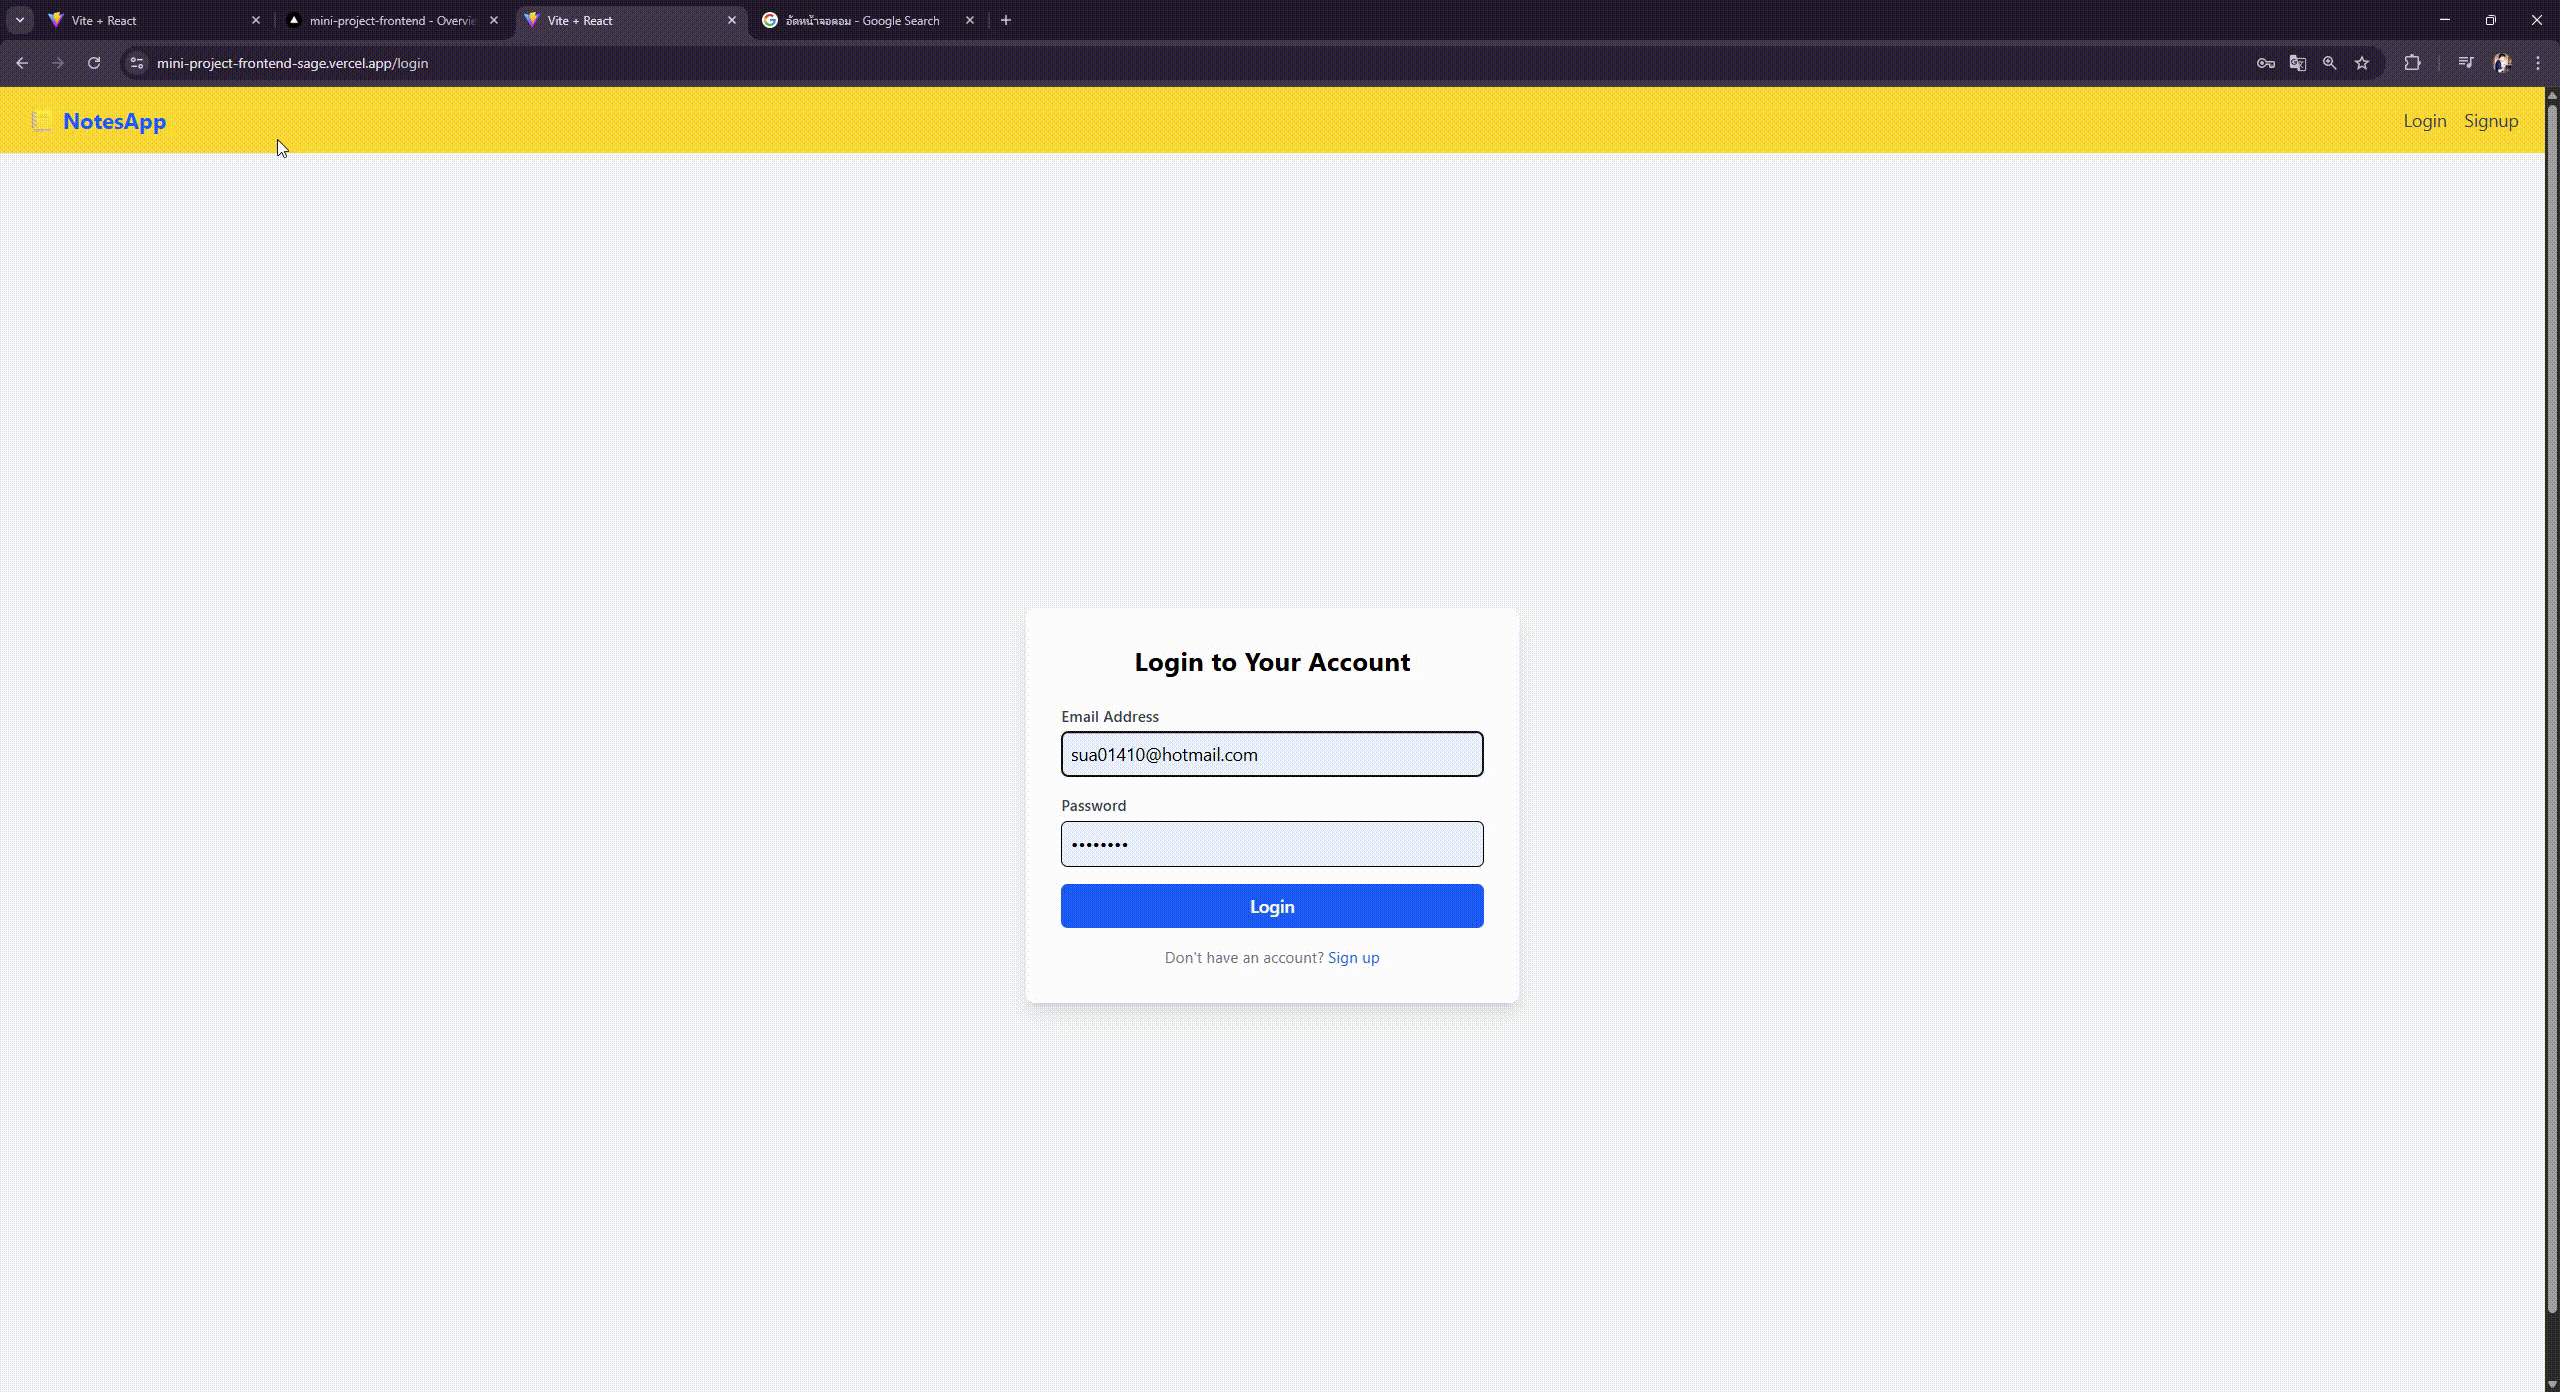 Vite + React
mini-project-frontend - Overvie
Vite + React
อัดหน้าจอคอม - Google Search
mini-project-frontend-sage.vercel.app/login
NotesApp
Login
Signup
Login to Your Account
Email Address
sua01410@hotmail.com
Password
••••••••
Login
Don't have an account? Sign up